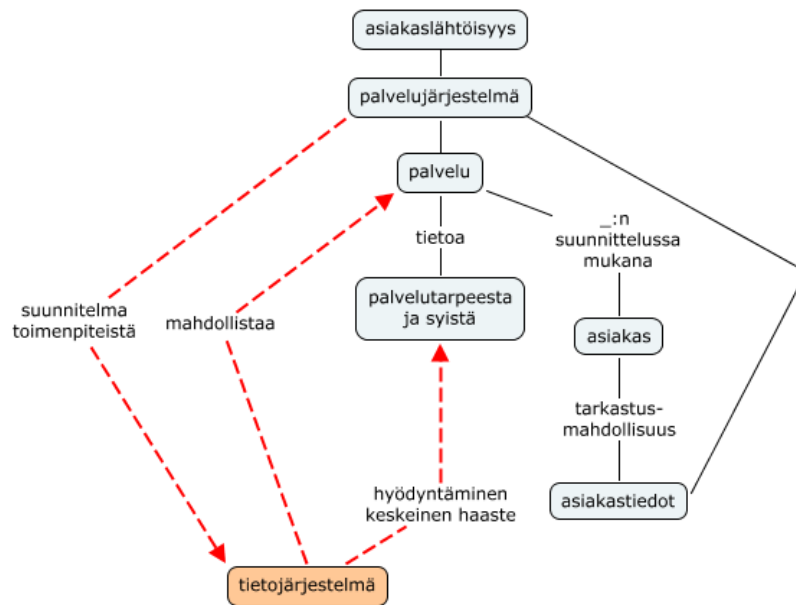 asiakaslähtöisyys
palvelujärjestelmä
palvelu
_:n
suunnittelussa
mukana
tietoa
palvelutarpeesta
ja syistä
suunnitelma
toimenpiteistä
mahdollistaa
asiakas
tarkastus-
mahdollisuus
hyödyntäminen
keskeinen haaste
asiakastiedot
tietojärjestelmä